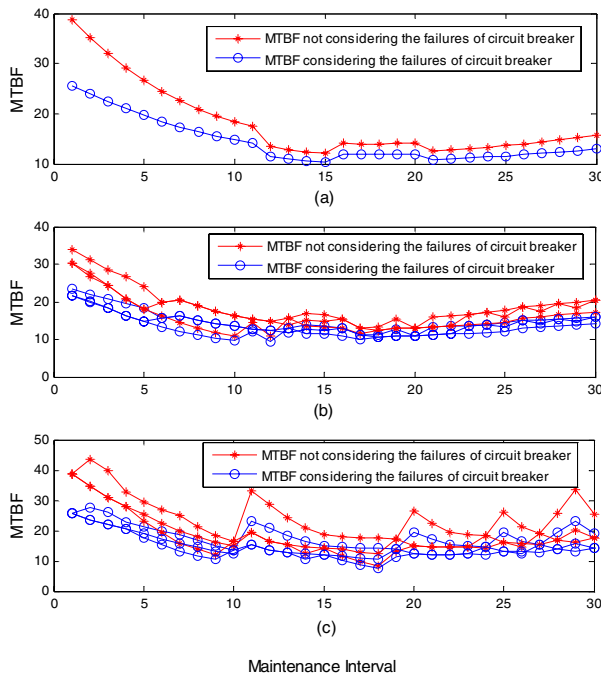 40
30
20
10
MTBF
MTBF not considering the failures of circuit breaker
MTBF considering the failures of circuit breaker
0 5 10 15 20 25 30
(a)
40
30
20
10
0
MTBF
MTBF not considering the failures of circuit breaker
MTBF considering the failures of circuit breaker
0 5 10 15 20 25 30
(b)
50
40
30
20
10
0
MTBF
MTBF not considering the failures of circuit breaker
MTBF considering the failures of circuit breaker
0 5 10 15 20 25 30
(c)
Maintenance Interval